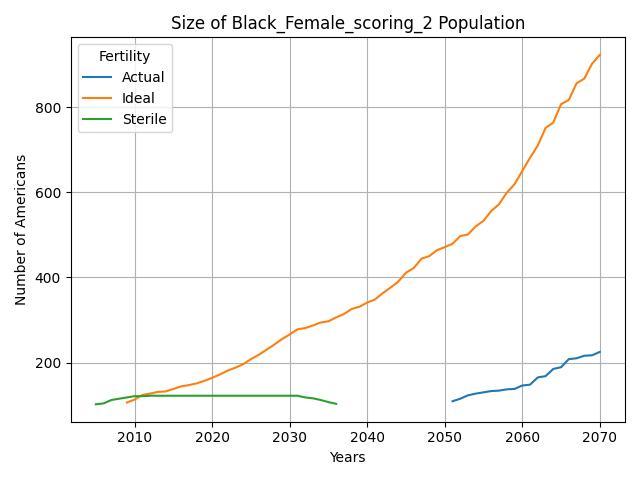 Size of Black_Female_scoring_2 Population
Fertility
Actual
Ideal
Sterile
Number of Americans
800
600
400
200
2010 2020 2030 2040 2050 2060 2070
Years